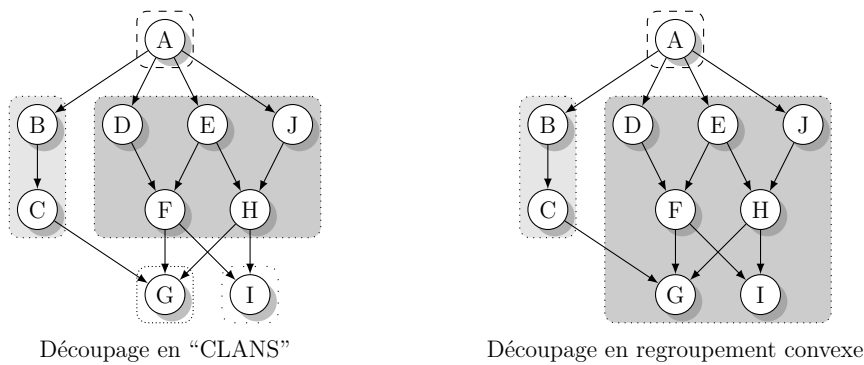 A
B D E J
C F H
G I
Découpage en “CLANS”
A
B D E J
C F H
G I
Découpage en regroupement convexe